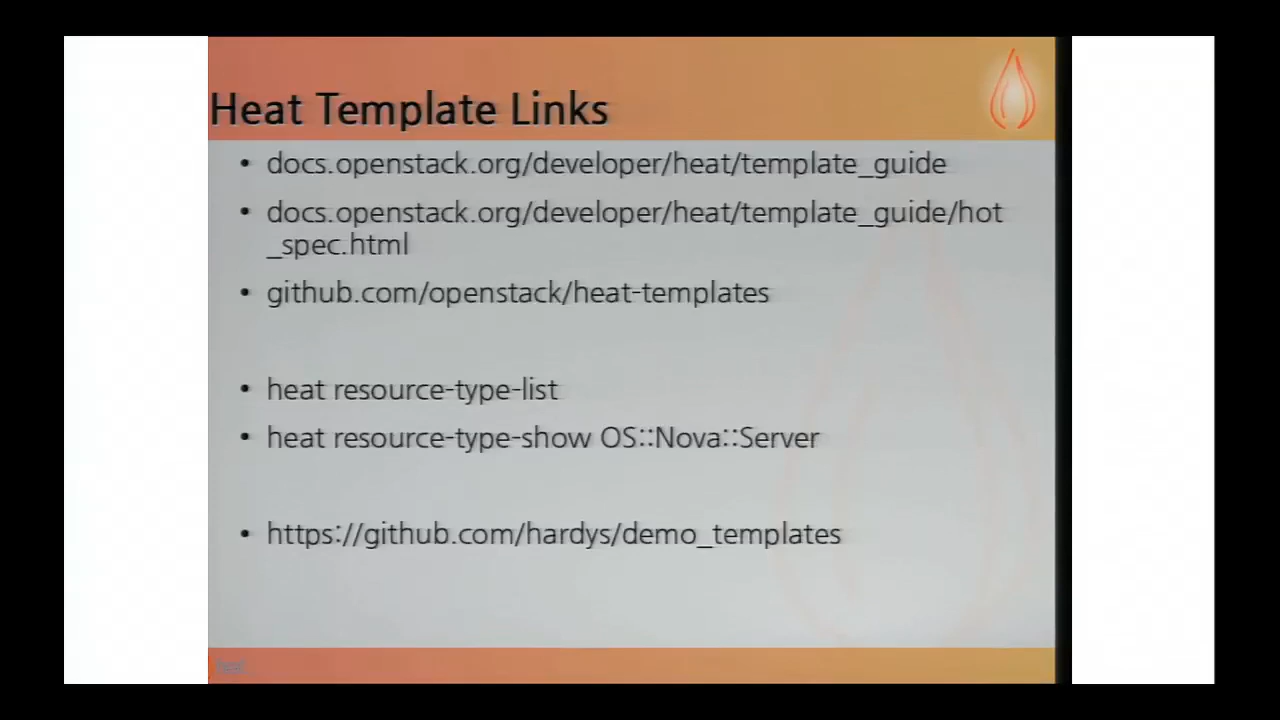 Heat Template Links
• docs.openstack.org/developer/heat/template_guide
• docs.openstack.org/developer/heat/template_guide/hot
_spec.html
• github.com/openstack/heat-templates
• heat resource-type-list
• heat resource-type-show OS::Nova::Server
• https://github.com/hardys/demo_templates
heat